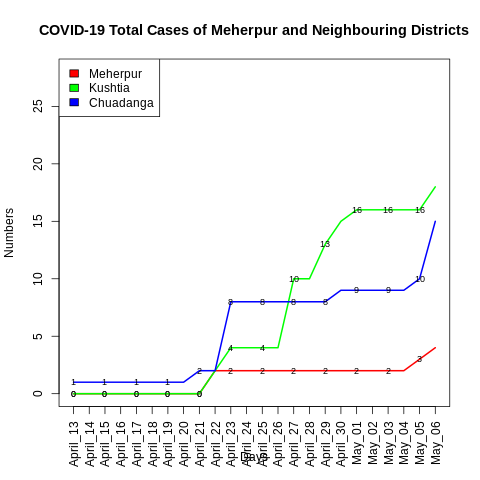 COVID-19 Total Cases of Meherpur and Neighbouring Districts
Meherpur
Kushtia
Chuadanga
Numbers
25
20
15
10
5
0
16 16 16
13
10 10
9 9
8 8 8 8
4 4
3
2 2 2 2 2 2 2
1 1 1 1
0 0 0 0 0
April_13 April_14 April_15 April_16 April_17 April_18 April_19 April_20 April_21 April_22 April_23 April_24 April_25 April_26 April_27 April_28 April_29 April_30 May_01 May_02 May_03 May_04 May_05 May_06
Days